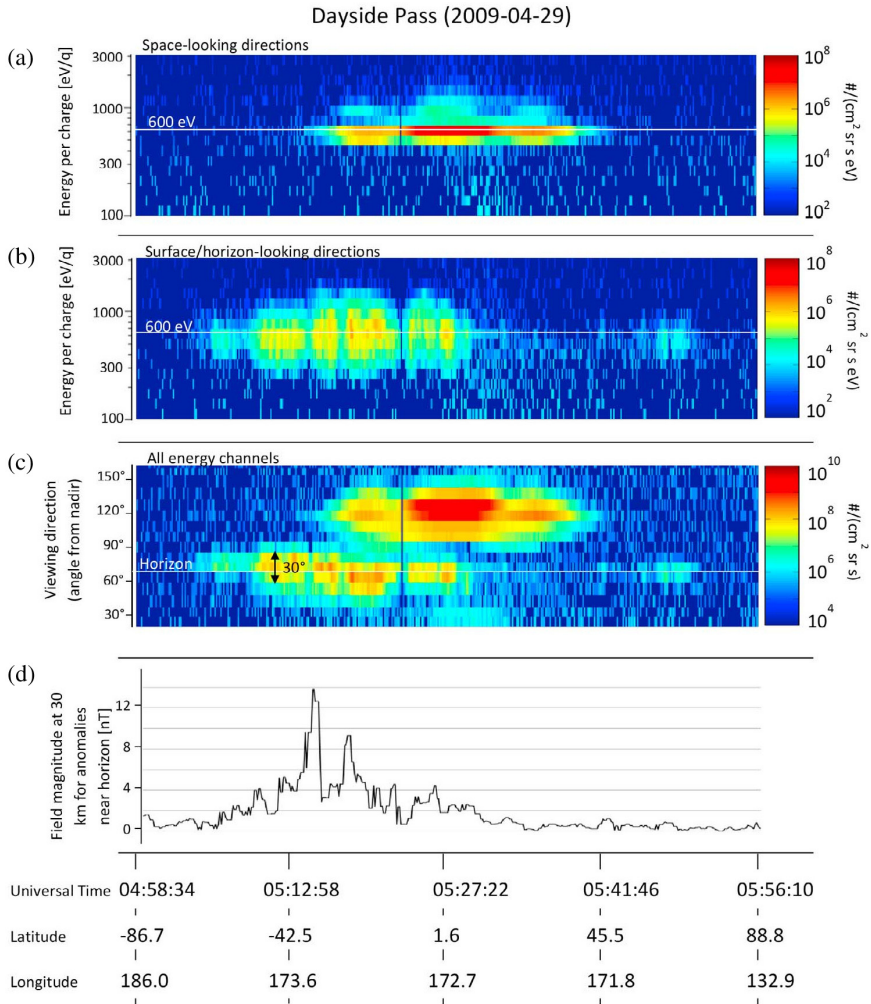 Dayside Pass (2009-04-29)
(a)
Space-looking directions
Energy per charge [eV/q]
3000
1000
300
100
600 eV
10^8
10^6
10^4
10^2
#/(cm^2 sr s eV)
(b)
Surface/horizon-looking directions
Energy per charge [eV/q]
3000
1000
300
100
600 eV
10^8
10^6
10^4
10^2
#/(cm^2 sr s eV)
(c)
All energy channels
Viewing direction
(angle from nadir)
150°
120°
90°
60°
30°
Horizon
30°
10^10
10^8
10^6
10^4
#/(cm^2 sr s)
(d)
Field magnitude at 30
km for anomalies
near horizon [nT]
12
8
4
0
Universal Time 04:58:34 05:12:58 05:27:22 05:41:46 05:56:10
Latitude -86.7 -42.5 1.6 45.5 88.8
Longitude 186.0 173.6 172.7 171.8 132.9